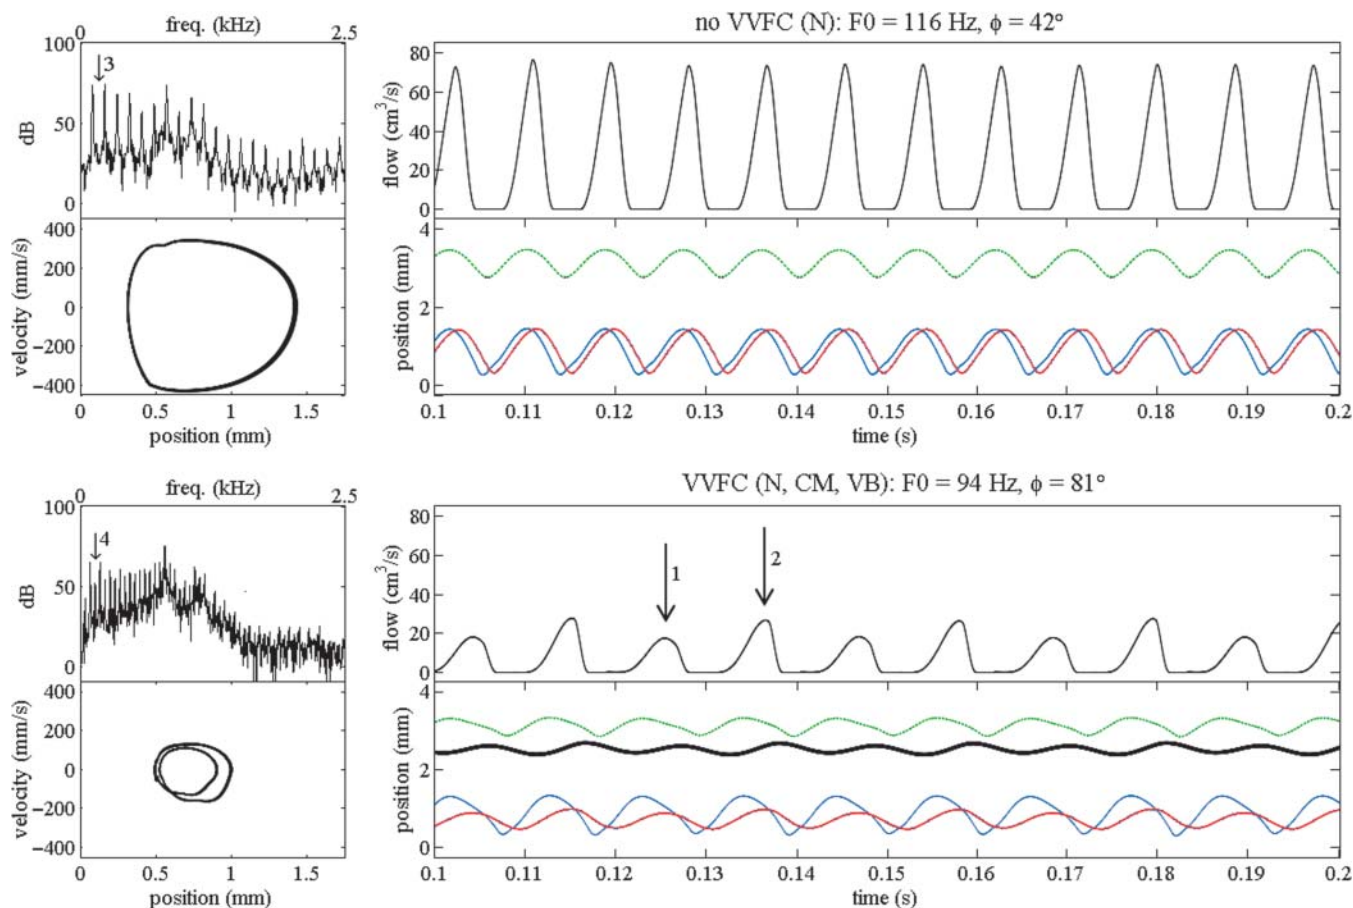 freq. (kHz)
0 2.5
no VVFC (N): F0 = 116 Hz, ϕ = 42°
100
50
0
dB
3
80
60
40
20
0
flow (cm³/s)
400
200
0
−200
−400
velocity (mm/s)
4
2
0
position (mm)
0 0.5 1 1.5
position (mm)
0.1 0.11 0.12 0.13 0.14 0.15 0.16 0.17 0.18 0.19 0.2
time (s)
freq. (kHz)
0 2.5
VVFC (N, CM, VB): F0 = 94 Hz, ϕ = 81°
100
50
0
dB
4
80
60
40
20
0
flow (cm³/s)
1
2
400
200
0
−200
−400
velocity (mm/s)
4
2
0
position (mm)
0 0.5 1 1.5
position (mm)
0.1 0.11 0.12 0.13 0.14 0.15 0.16 0.17 0.18 0.19 0.2
time (s)